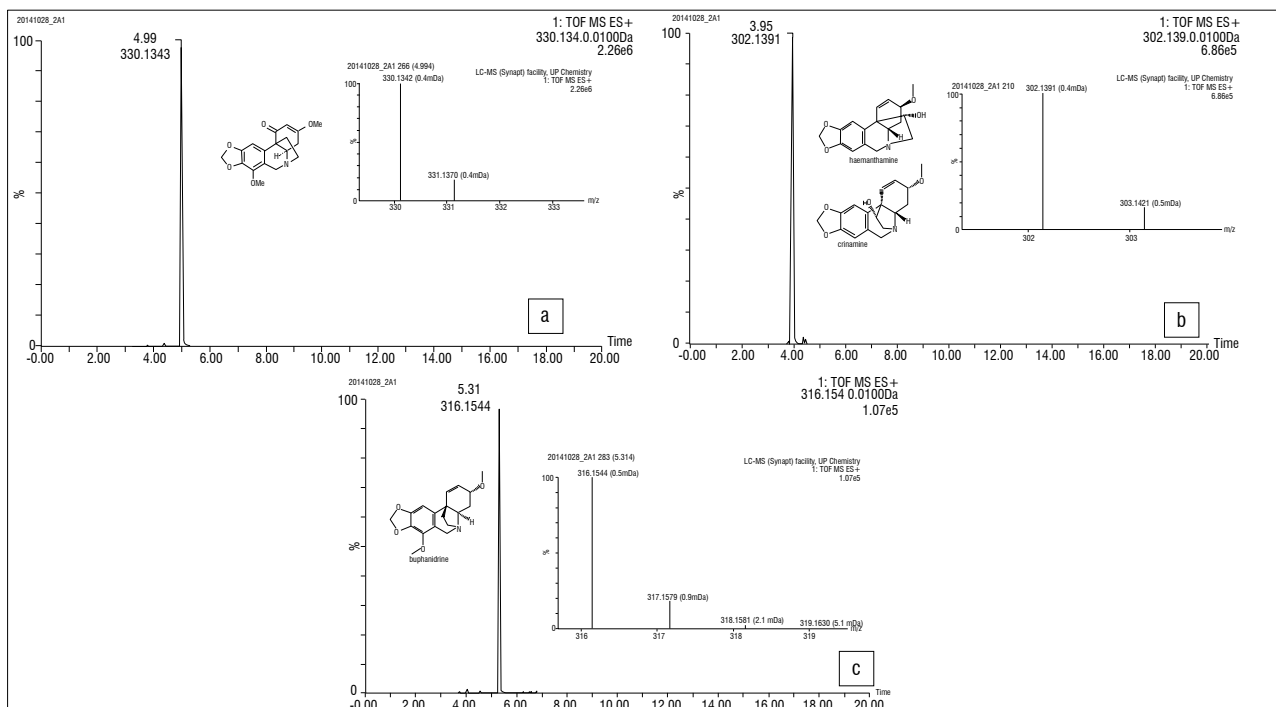 20141028_2A1
1: TOF MS ES+
330.134.0.0100Da
2.26e6
100
4.99
330.1343
20141028_2A1 266 (4.994)
LC-MS (Synapt) facility, UP Chemistry
1: TOF MS ES+
2.26e6
100
330.1342 (0.4mDa)
%
331.1370 (0.4mDa)
0
330
331
332
333
m/z
O
OMe
H
N
O
O
OMe
%
a
0
Time
-0.00
2.00
4.00
6.00
8.00
10.00
12.00
14.00
16.00
18.00
20.00
20141028_2A1
1: TOF MS ES+
302.139.0.0100Da
6.86e5
100
3.95
302.1391
20141028_2A1 210
LC-MS (Synapt) facility, UP Chemistry
1: TOF MS ES+
6.86e5
100
302.1391 (0.4mDa)
%
303.1421 (0.5mDa)
0
302
303
m/z
O
OH
H
N
O
O
haemanthamine
O
HO
H
N
O
O
crinamine
%
b
0
Time
-0.00
2.00
4.00
6.00
8.00
10.00
12.00
14.00
16.00
18.00
20.00
20141028_2A1
1: TOF MS ES+
316.154 0.0100Da
1.07e5
100
5.31
316.1544
20141028_2A1 283 (5.314)
LC-MS (Synapt) facility, UP Chemistry
1: TOF MS ES+
1.07e5
100
316.1544 (0.5mDa)
%
317.1579 (0.9mDa)
318.1581 (2.1 mDa)
319.1630 (5.1 mDa)
0
316
317
318
319
m/z
O
H
N
O
O
O
buphanidrine
%
c
0
Time
-0.00
2.00
4.00
6.00
8.00
10.00
12.00
14.00
16.00
18.00
20.00